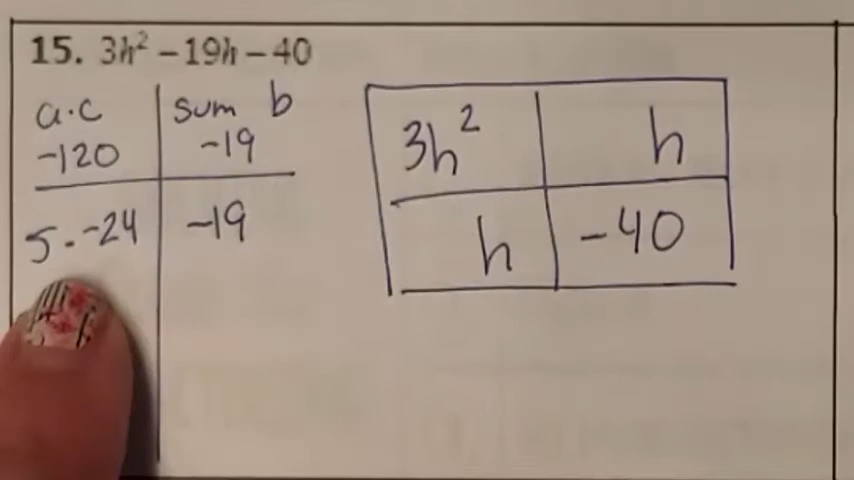 15. 3h² – 19h – 40
a·c sum b
-120 -19
5·-24 -19
3h² h
h -40